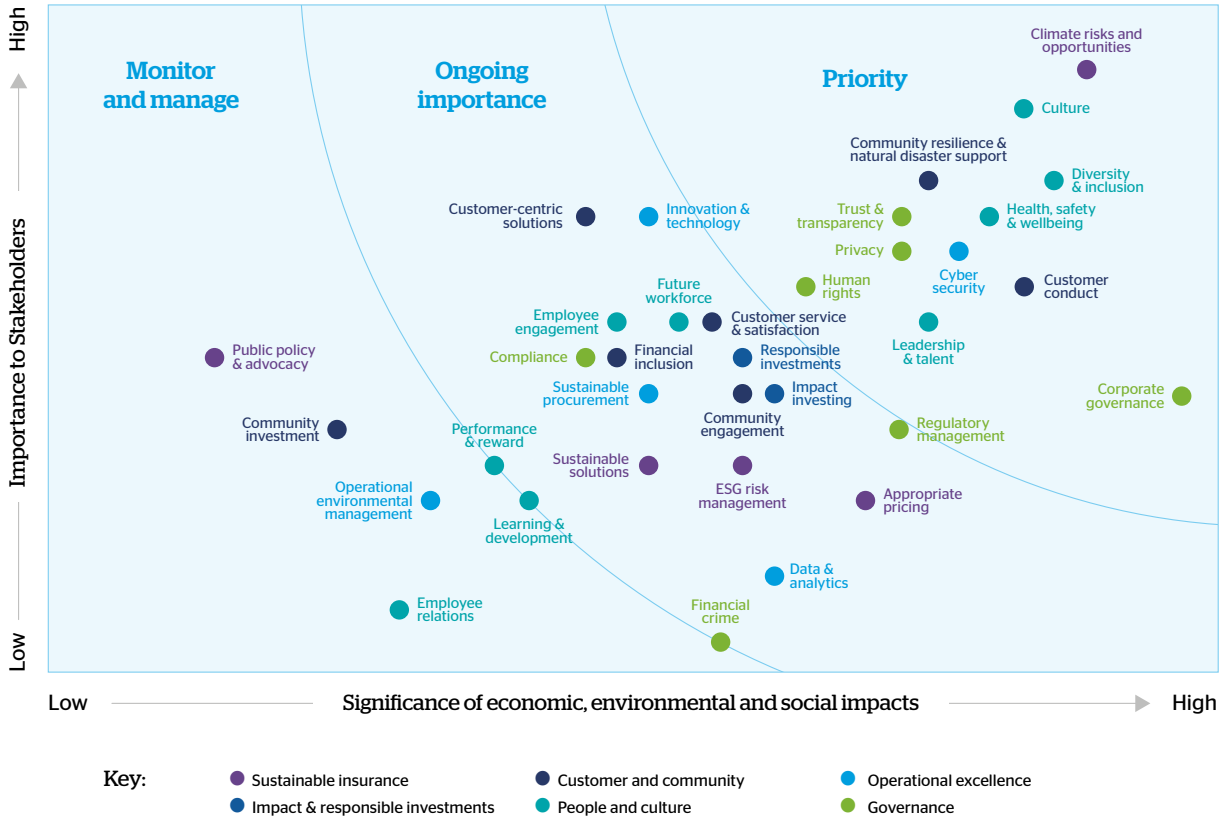 High
Importance to Stakeholders
Low
Monitor
and manage
Ongoing
importance
Priority
Climate risks and
opportunities
Culture
Community resilience &
natural disaster support
Diversity
& inclusion
Customer-centric
solutions
Innovation &
technology
Trust &
transparency
Health, safety
& wellbeing
Privacy
Cyber
security
Human
rights
Customer
conduct
Future
workforce
Employee
engagement
Customer service
& satisfaction
Leadership
& talent
Public policy
& advocacy
Compliance
Financial
inclusion
Responsible
investments
Sustainable
procurement
Impact
investing
Corporate
governance
Community
investment
Community
engagement
Regulatory
management
Performance
& reward
Sustainable
solutions
ESG risk
management
Operational
environmental
management
Learning &
development
Appropriate
pricing
Data &
analytics
Employee
relations
Financial
crime
Low
Significance of economic, environmental and social impacts
High
Key:
Sustainable insurance
Customer and community
Operational excellence
Impact & responsible investments
People and culture
Governance